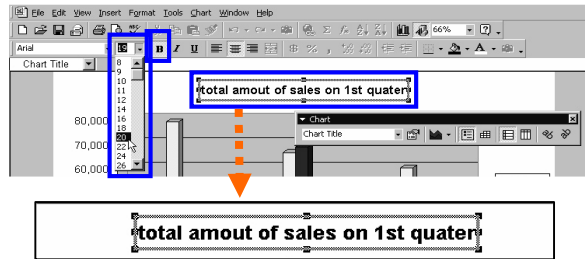 File Edit View Insert Format Tools Chart Window Help
66%
Arial B I U $ % ,
Chart Title
8
9
10
11
12
14
16
18
20
22
24
26
total amout of sales on 1st quater
Chart
Chart Title
80,000
70,000
60,000
total amout of sales on 1st quater